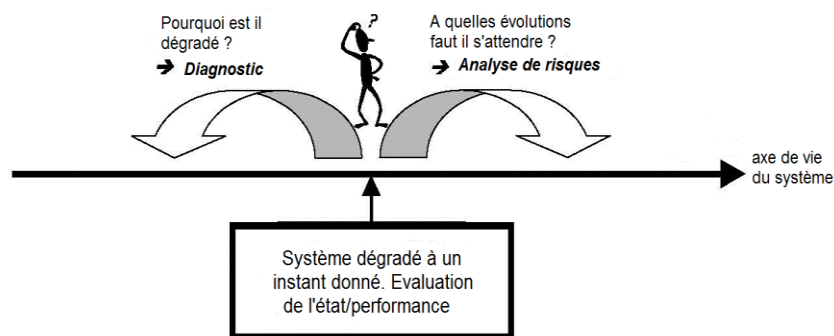 Pourquoi est il
dégradé ?
➔ Diagnostic
?
A quelles évolutions
faut il s'attendre ?
➔ Analyse de risques
axe de vie
du système
Système dégradé à un
instant donné. Evaluation
de l'état/performance